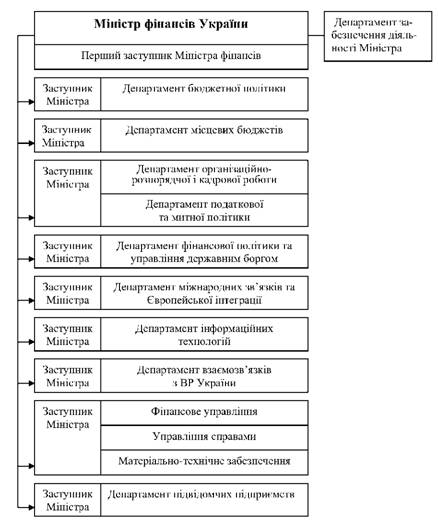 Міністр фінансів України
Перший заступник Міністра фінансів
Департамент за-
безпечення діяль-
ності Міністра
Заступник
Міністра
Департамент бюджетної політики
Заступник
Міністра
Департамент місцевих бюджетів
Заступник
Міністра
Департамент організаційно-
розпорядчої і кадрової роботи
Департамент податкової
та митної політики
Заступник
Міністра
Департамент фінансової політики та
управління державним боргом
Заступник
Міністра
Департамент міжнародних зв'язків та
Європейської інтеграції
Заступник
Міністра
Департамент інформаційних
технологій
Заступник
Міністра
Департамент взаємозв'язків
з ВР України
Заступник
Міністра
Фінансове управління
Управління справами
Матеріально-технічне забезпечення
Заступник
Міністра
Департамент підвідомчих підприємств